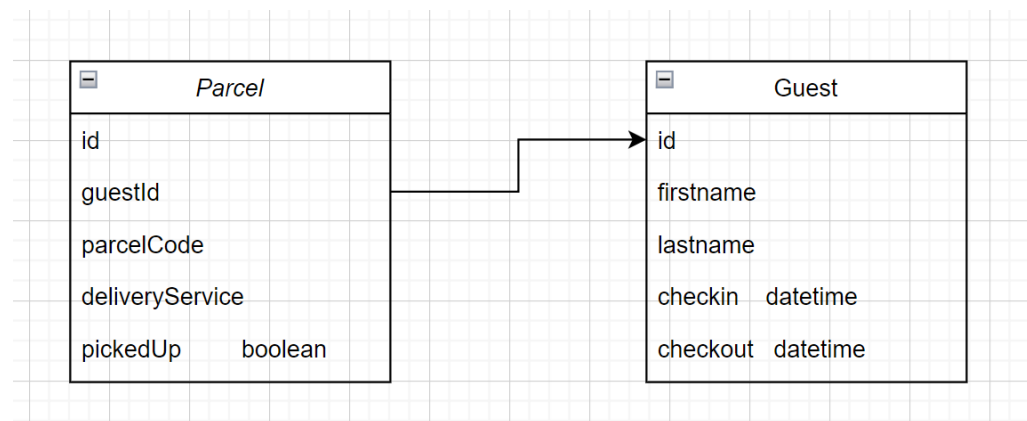 Parcel
id
guestId
parcelCode
deliveryService
pickedUp boolean
Guest
id
firstname
lastname
checkin datetime
checkout datetime